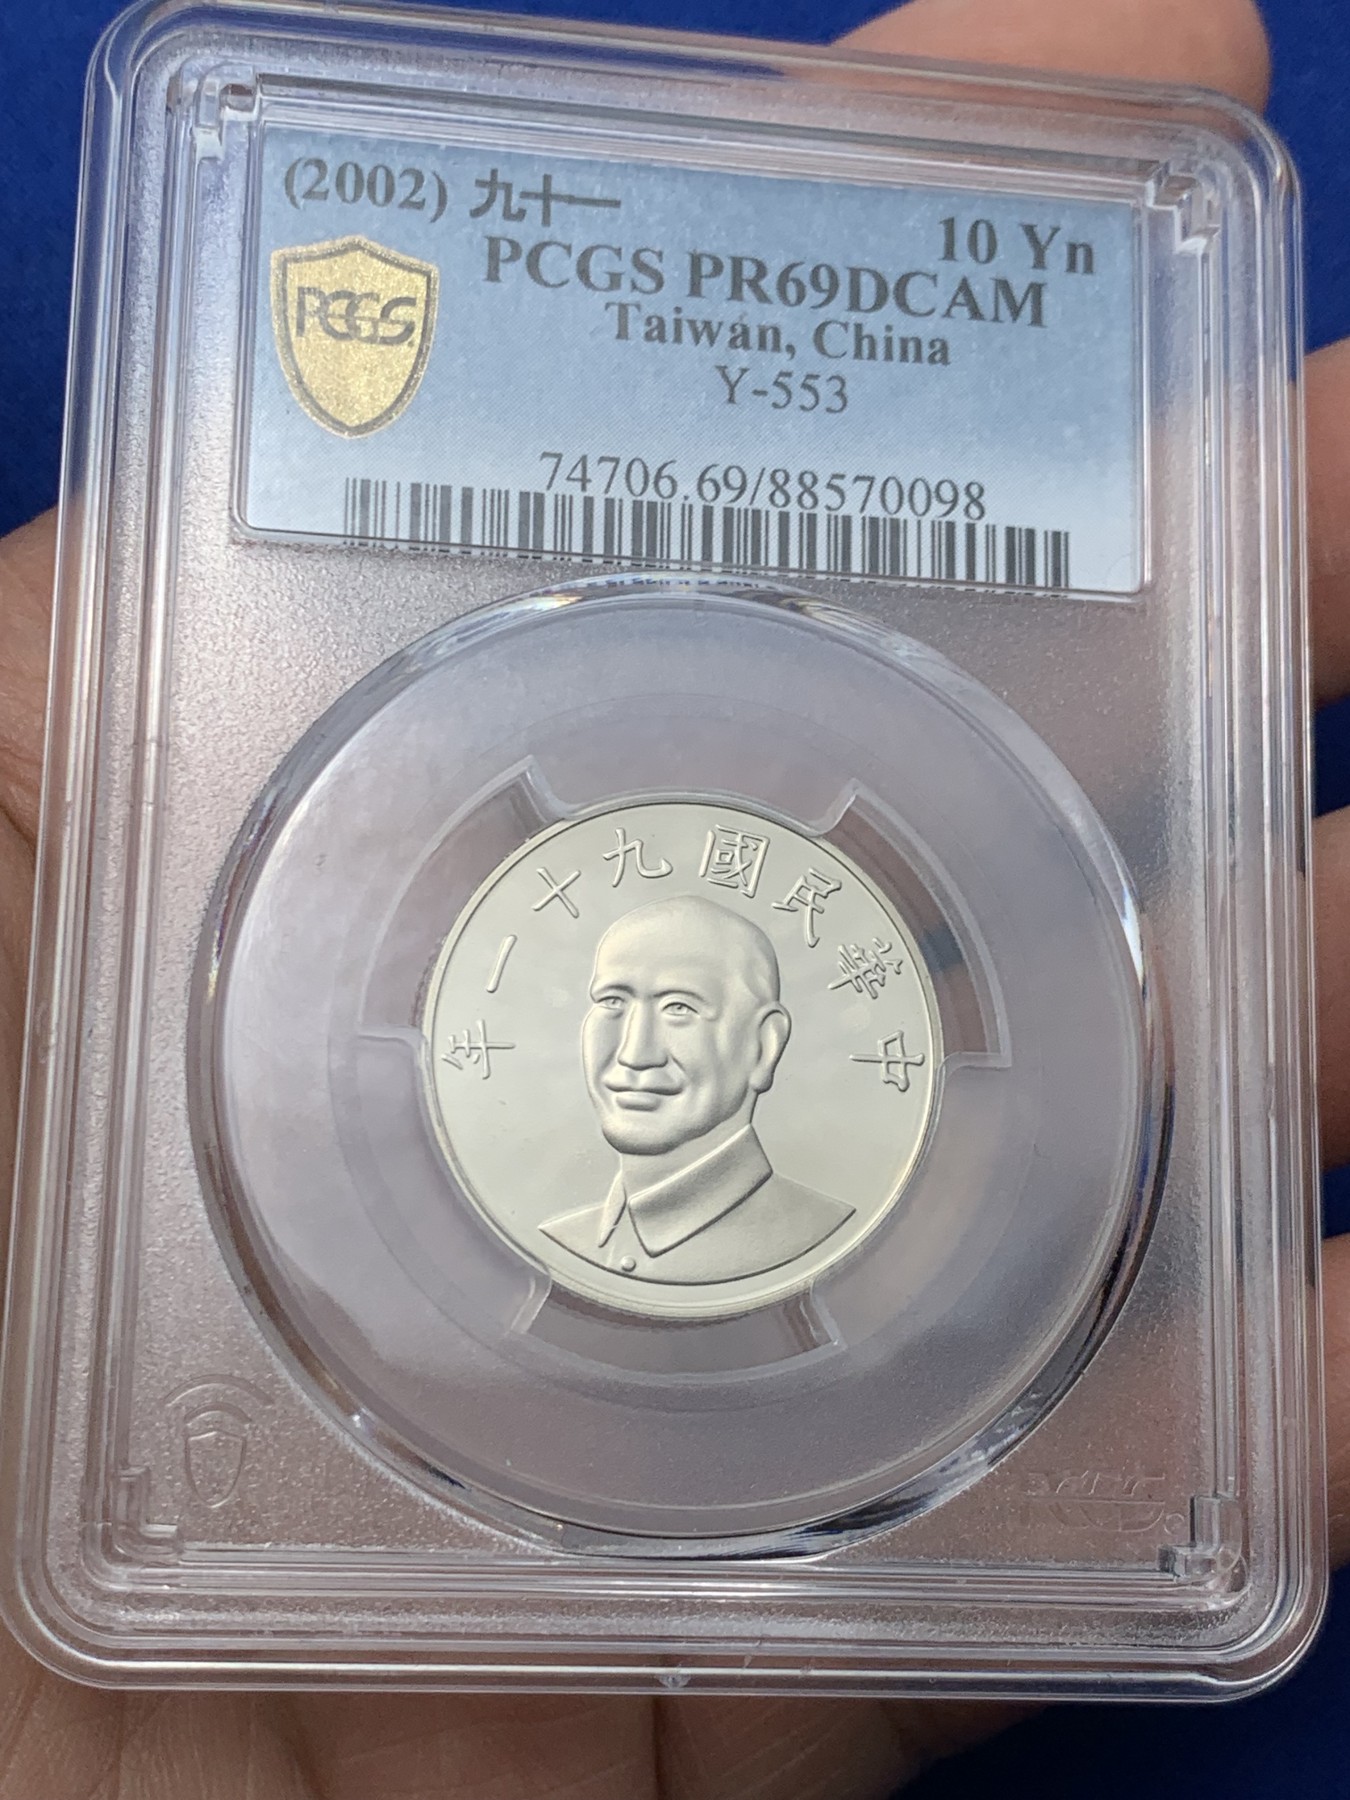 (2002) 九十一
10 Yn
PCGS PR69DCAM
Taiwan, China
Y-553
PCGS
74706.69/88570098
中華民國九十一年
PCGS